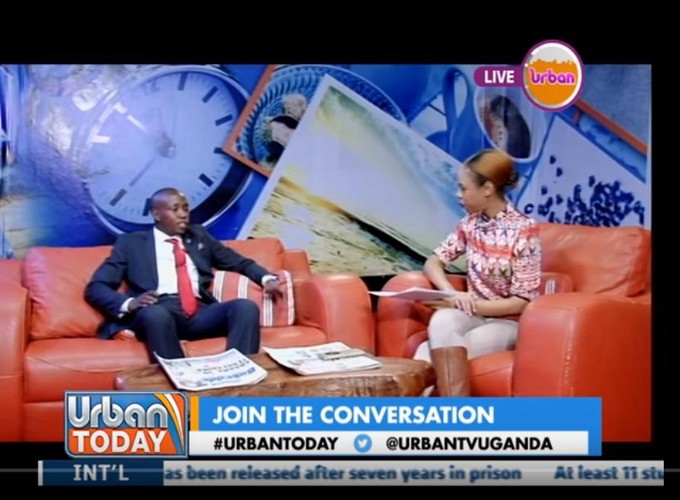 LIVE
urban
Urban
TODAY
JOIN THE CONVERSATION
#URBANTODAY @URBANTVUGANDA
INT'L as been released after seven years in prison At least 11 stu